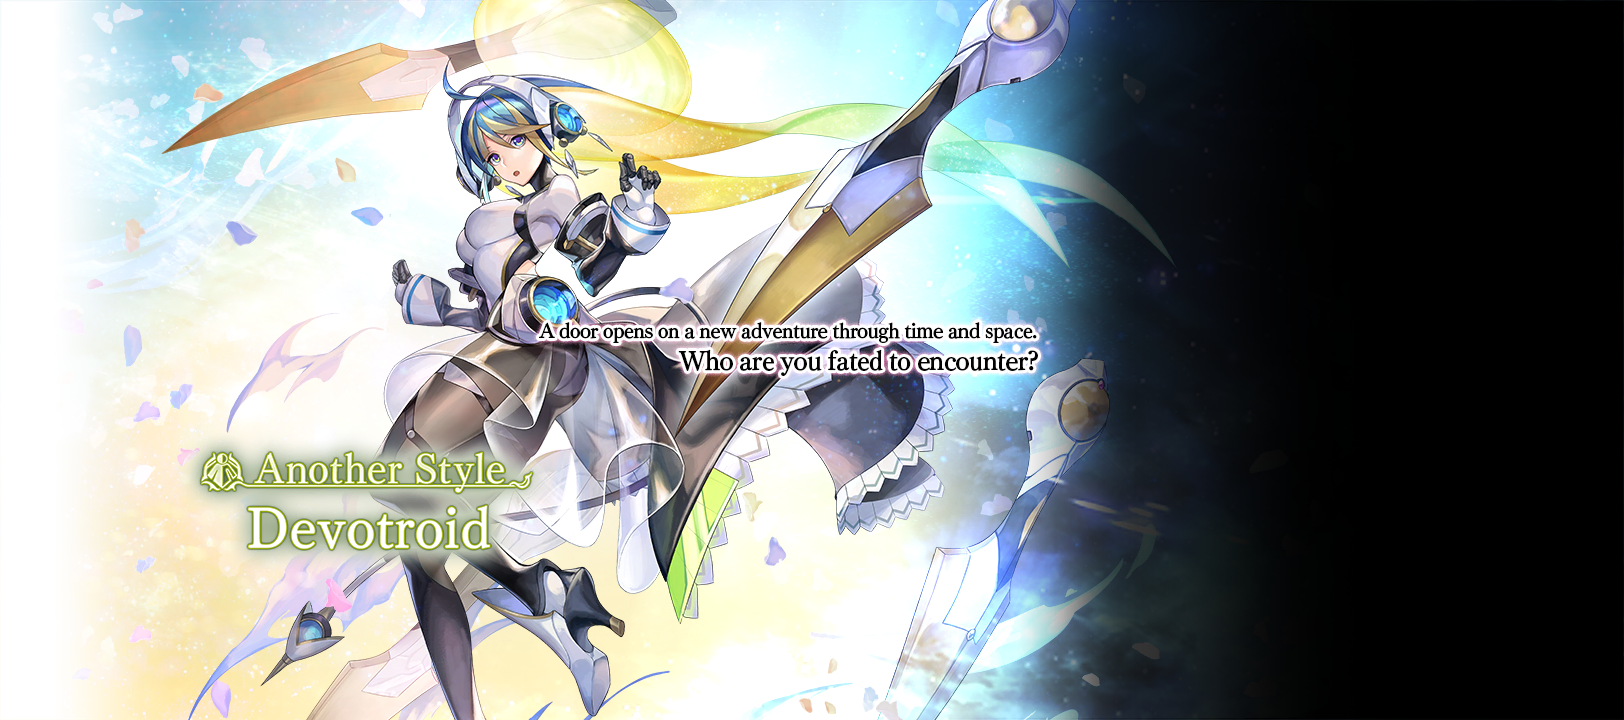 A door opens on a new adventure through time and space.
Who are you fated to encounter?
Another Style
Devotroid